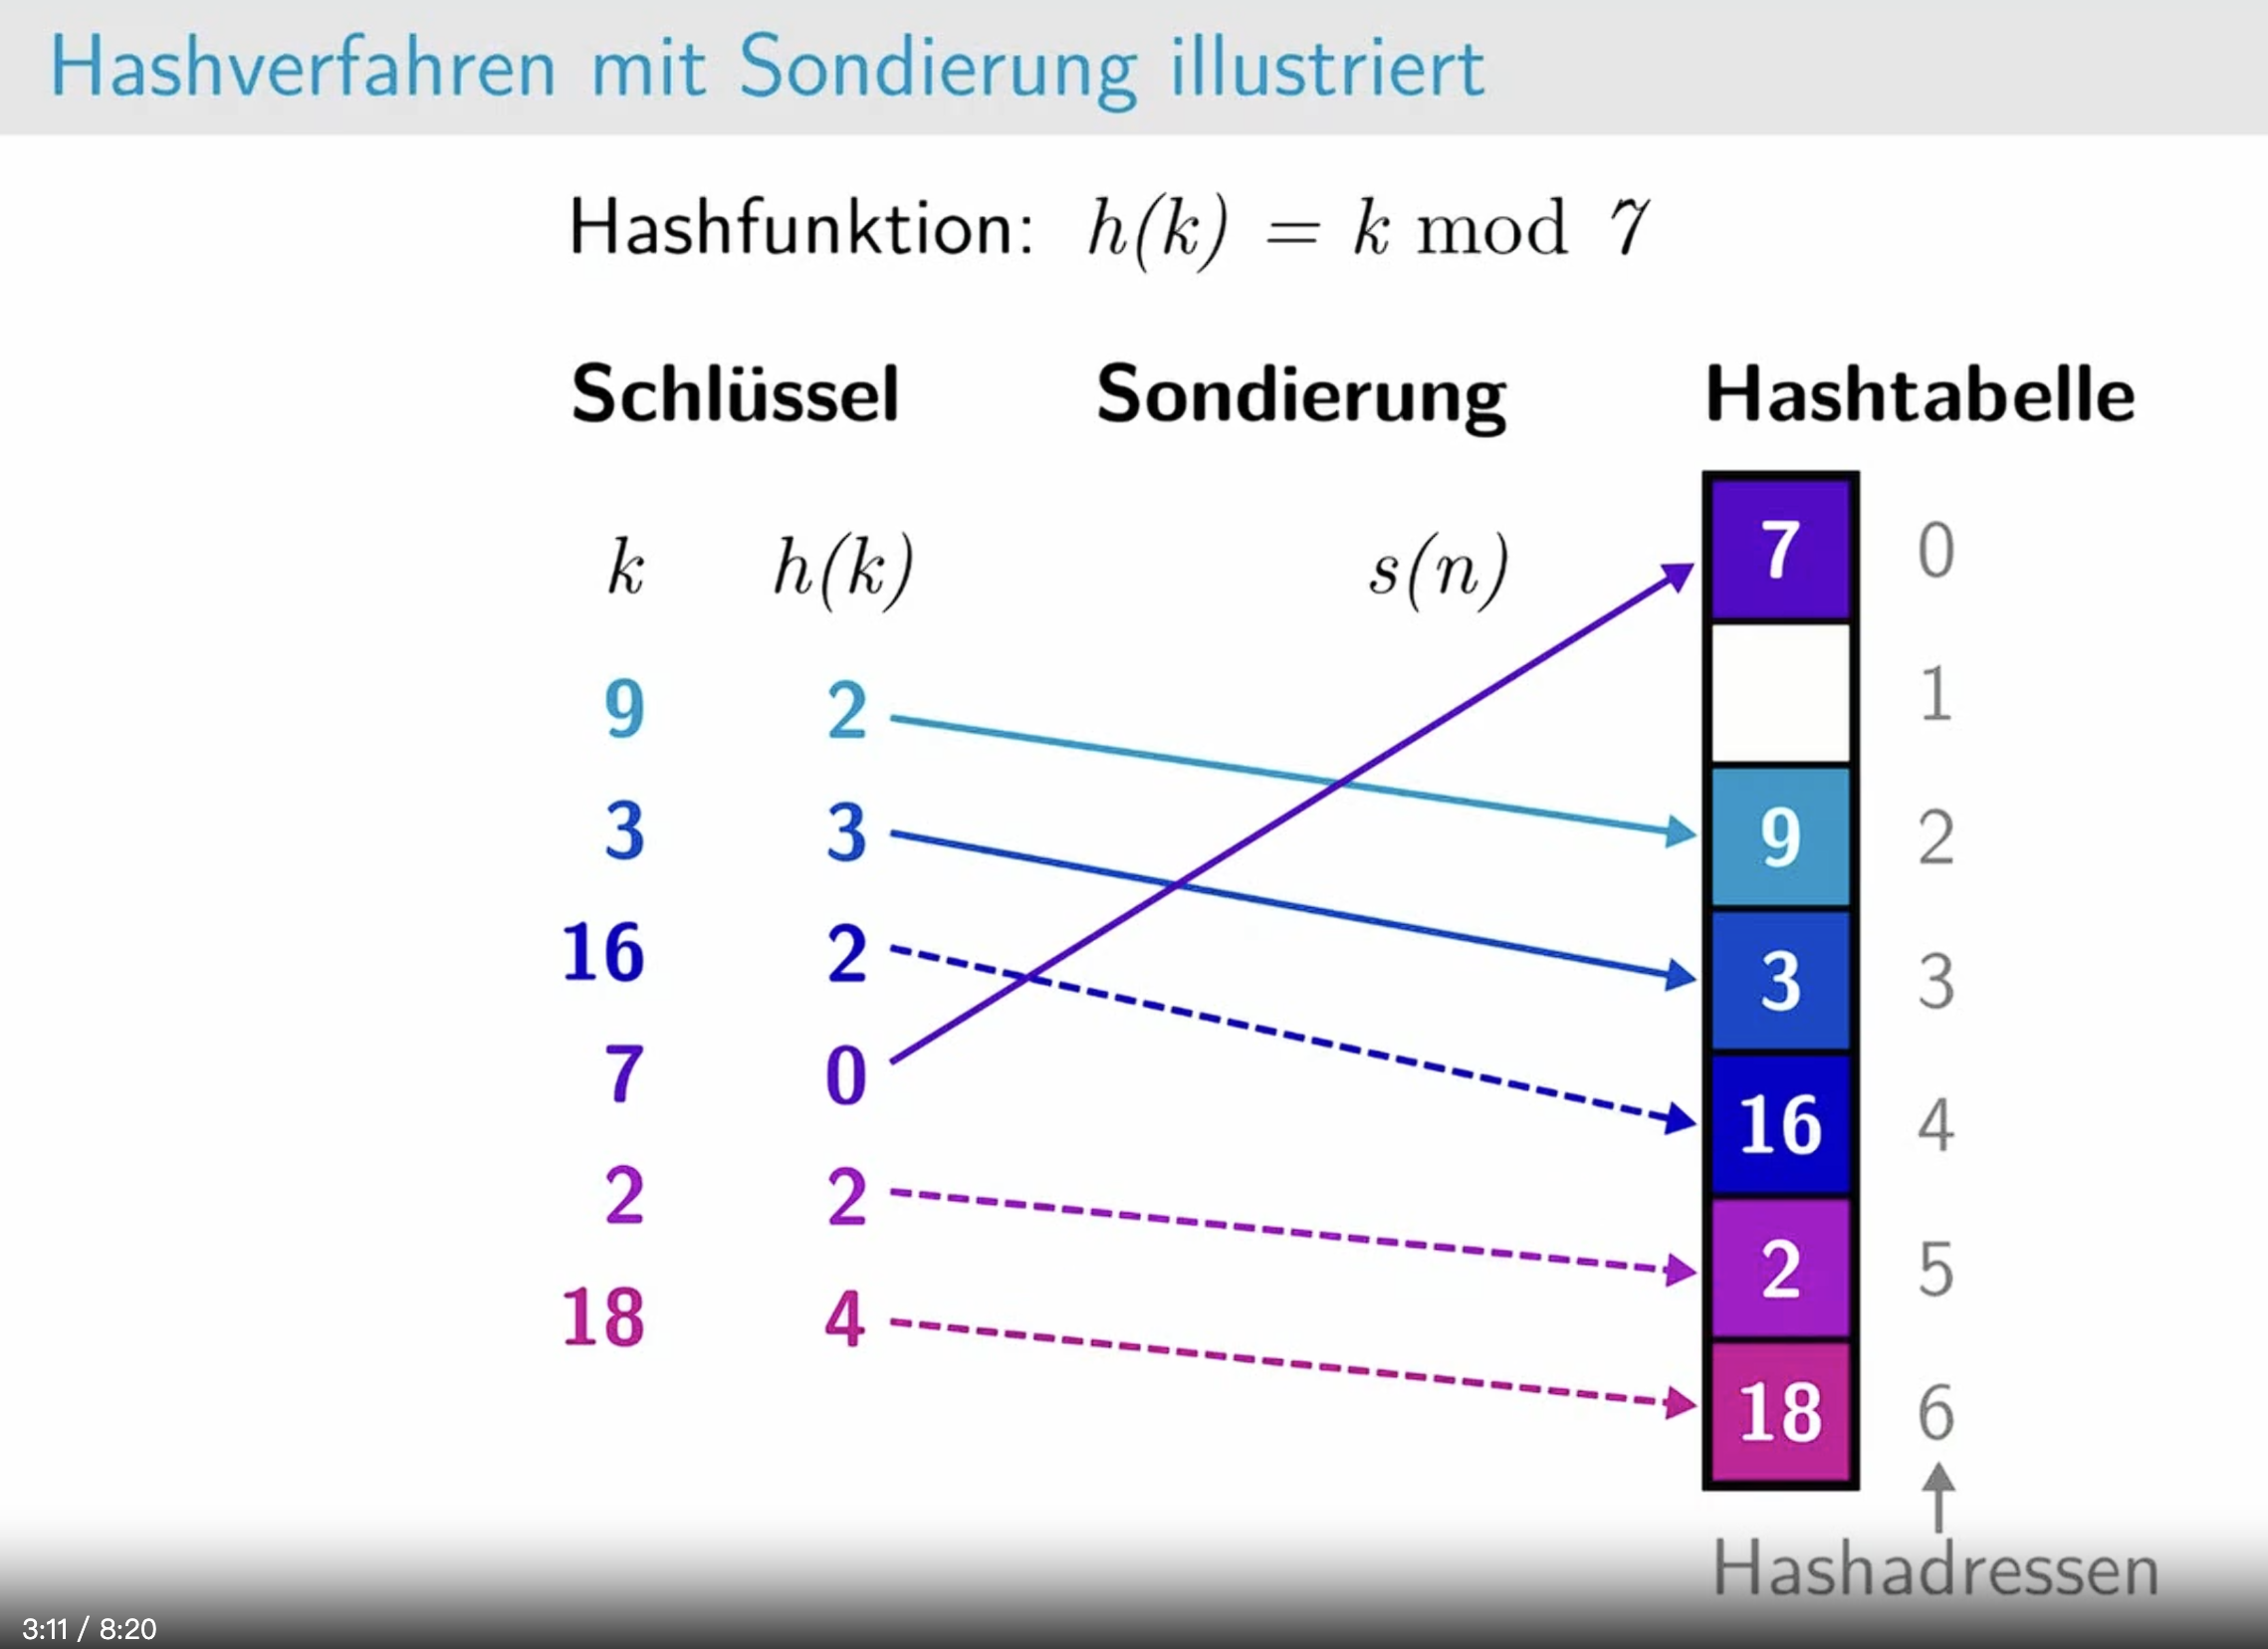 Hashverfahren mit Sondierung illustriert
Hashfunktion: h(k) = k mod 7
Schlüssel Sondierung Hashtabelle
k h(k) s(n)
7 0
1
9 2
9 2
3 3
3 3
16 2
16 4
7 0
2 2
2 5
18 4
18 6
Hashadressen
3:11 / 8:20